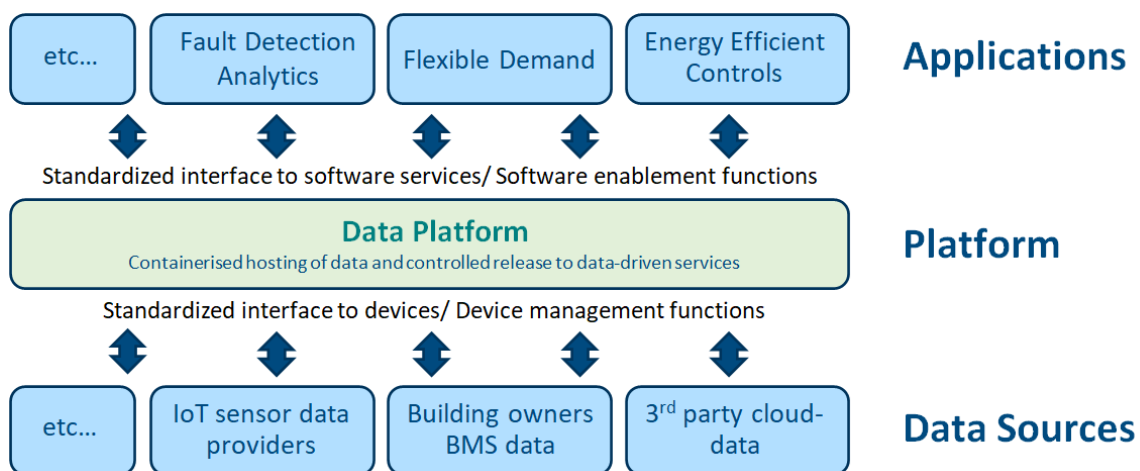 etc…
Fault Detection
Analytics
Flexible Demand
Energy Efficient
Controls
Applications
Standardized interface to software services/ Software enablement functions
Data Platform
Containerised hosting of data and controlled release to data-driven services
Platform
Standardized interface to devices/ Device management functions
etc…
IoT sensor data
providers
Building owners
BMS data
3rd party cloud-
data
Data Sources